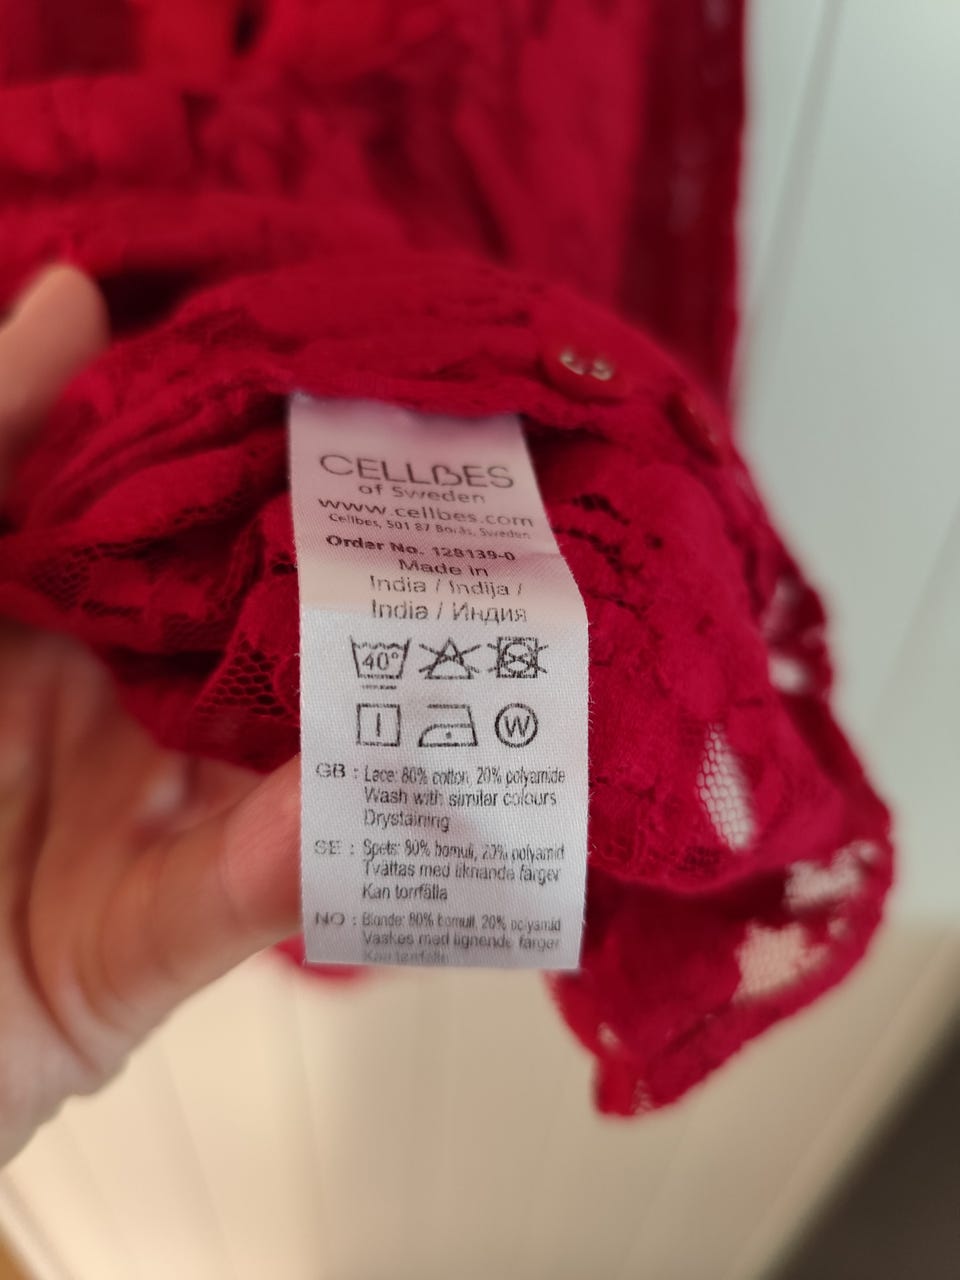 CELLBES
of Sweden
www.cellbes.com
Cellbes, 501 87 Borås, Sweden
Order No. 128139-0
Made in
India / Indija /
India / Индия
40°
W
GB : Lace: 80% cotton, 20% polyamide
Wash with similar colours
Drystaining
SE : Spets: 80% bomull, 20% polyamid
Tvättas med liknande färger
Kan torrfälla
NO : Blonde: 80% bomull, 20% polyamid
Vaskes med lignende farger